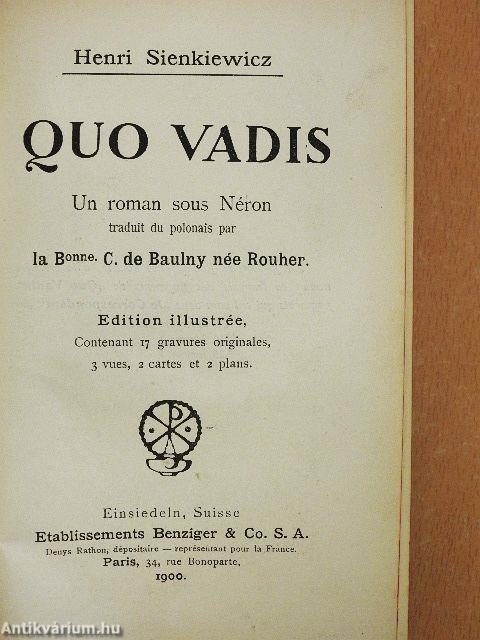 Henri Sienkiewicz
QUO VADIS
Un roman sous Néron
traduit du polonais par
la Bonne. C. de Baulny née Rouher.
Edition illustrée,
Contenant 17 gravures originales,
3 vues, 2 cartes et 2 plans.
Einsiedeln, Suisse
Etablissements Benziger & Co. S. A.
Denys Rathon, dépositaire — représentant pour la France.
Paris, 34, rue Bonoparte,
1900.
Antikvárium.hu